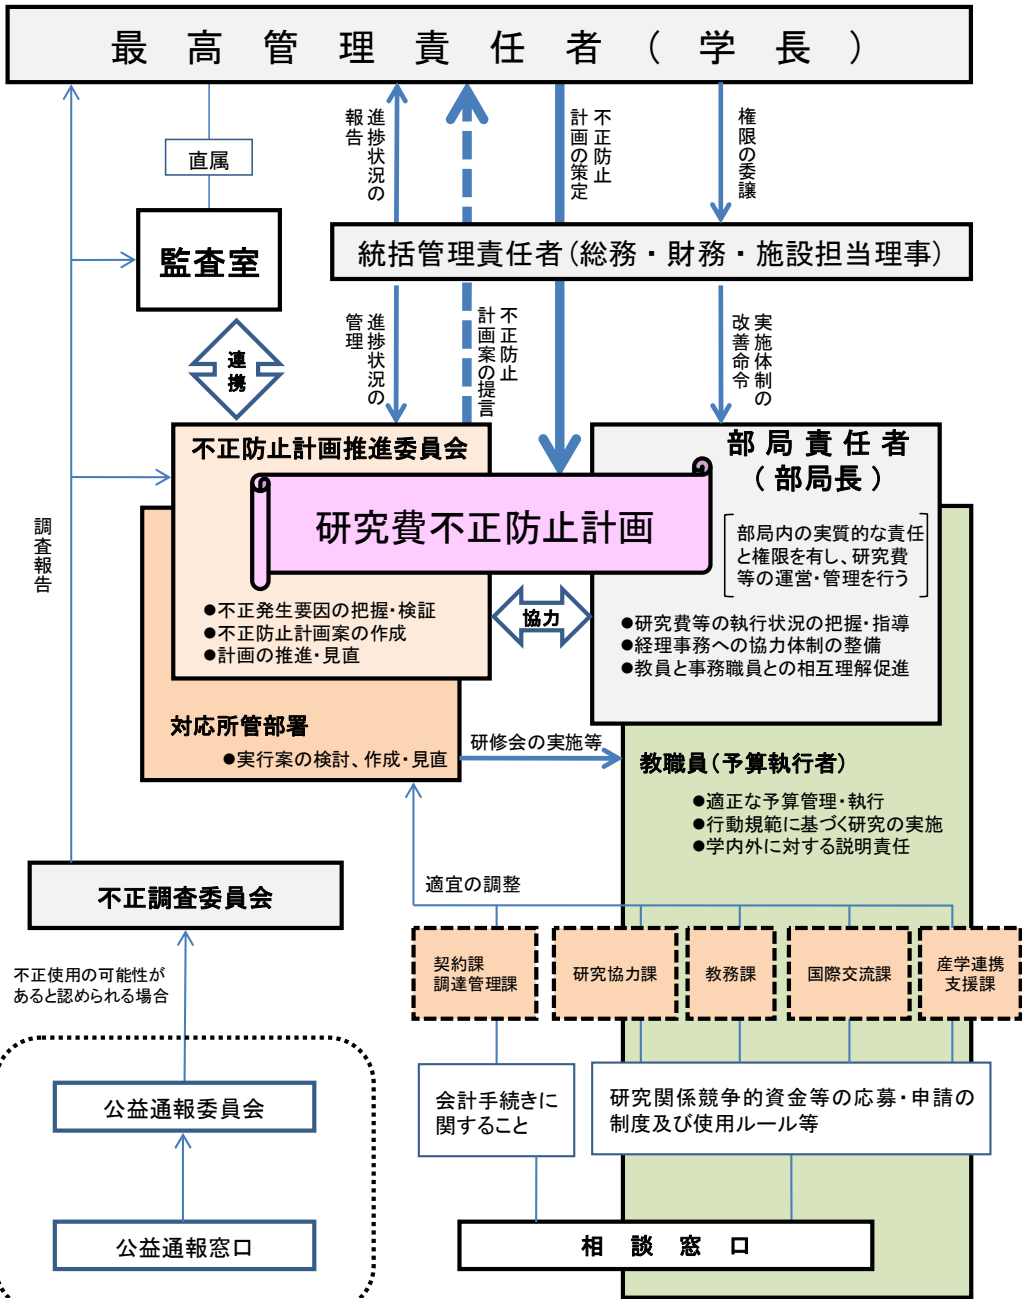 最高管理責任者(学長)
直属
進捗状況の
報告
不正防止
計画の策定
権限の委譲
監査室
統括管理責任者(総務・財務・施設担当理事)
連
携
進捗状況の
管理
不正防止
計画案の提言
実施体制の
改善命令
不正防止計画推進委員会
部局責任者
(部局長)
研究費不正防止計画
部局内の実質的な責任
と権限を有し、研究費
等の運営・管理を行う
調査報告
●不正発生要因の把握・検証
●不正防止計画案の作成
●計画の推進・見直
協力
●研究費等の執行状況の把握・指導
●経理事務への協力体制の整備
●教員と事務職員との相互理解促進
対応所管部署
●実行案の検討、作成・見直
研修会の実施等
教職員(予算執行者)
●適正な予算管理・執行
●行動規範に基づく研究の実施
●学内外に対する説明責任
不正調査委員会
適宜の調整
不正使用の可能性が
あると認められる場合
契約課
調達管理課
研究協力課
教務課
国際交流課
産学連携
支援課
公益通報委員会
会計手続きに
関すること
研究関係競争的資金等の応募・申請の
制度及び使用ルール等
公益通報窓口
相談窓口